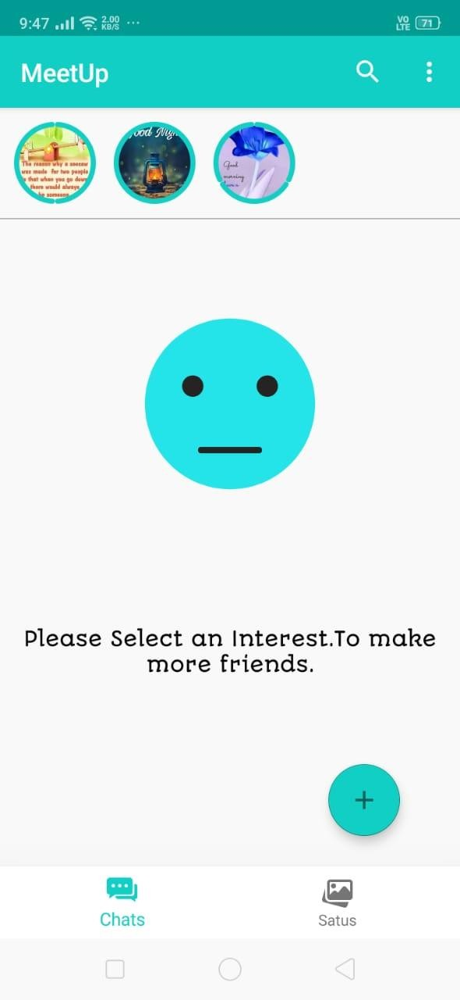 9:47 2.00 KB/S ... VO LTE 71
MeetUp
The reason why a seesaw
was made for two people
is that when you go down
there would always
be someone
Good Night
Good
morning
Please Select an Interest.To make
more friends.
Chats
Satus